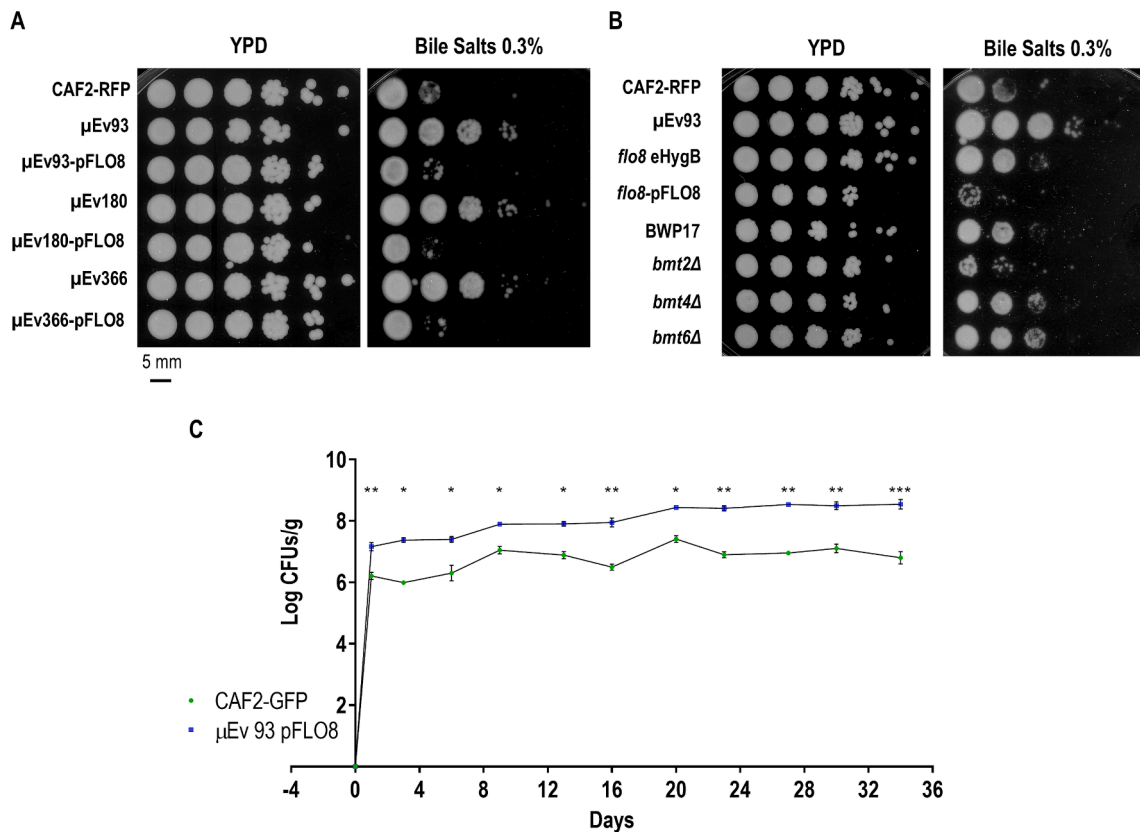 A
YPD
Bile Salts 0.3%
CAF2-RFP
µEv93
µEv93-pFLO8
µEv180
µEv180-pFLO8
µEv366
µEv366-pFLO8
5 mm
B
YPD
Bile Salts 0.3%
CAF2-RFP
µEv93
flo8 eHygB
flo8-pFLO8
BWP17
bmt2Δ
bmt4Δ
bmt6Δ
C
10
** * * * * ** * ** ** ** ***
8
6
4
2
Log CFUs/g
CAF2-GFP
µEv 93 pFLO8
-4 0 4 8 12 16 20 24 28 32 36
Days